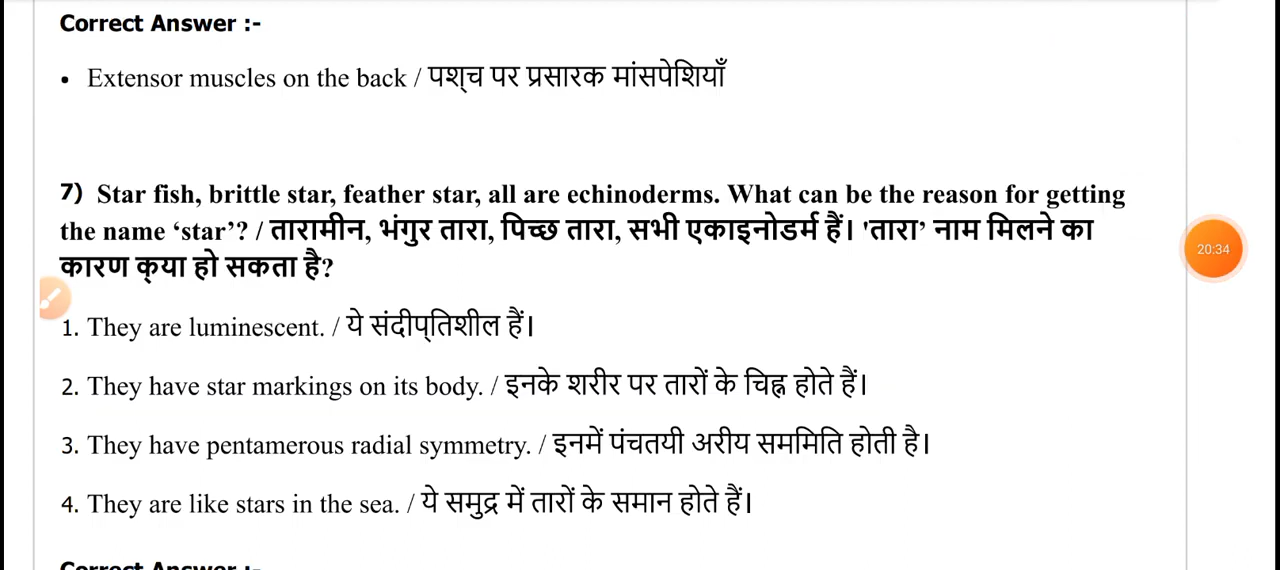 Correct Answer :-
• Extensor muscles on the back / पश्च पर प्रसारक मांसपेशियाँ
7) Star fish, brittle star, feather star, all are echinoderms. What can be the reason for getting
the name ‘star’? / तारामीन, भंगुर तारा, पिच्छ तारा, सभी एकाइनोडर्म हैं। 'तारा’ नाम मिलने का
कारण क्या हो सकता है?
20:34
1. They are luminescent. / ये संदीप्तिशील हैं।
2. They have star markings on its body. / इनके शरीर पर तारों के चिह्न होते हैं।
3. They have pentamerous radial symmetry. / इनमें पंचतयी अरीय सममिति होती है।
4. They are like stars in the sea. / ये समुद्र में तारों के समान होते हैं।
Correct Answer :-